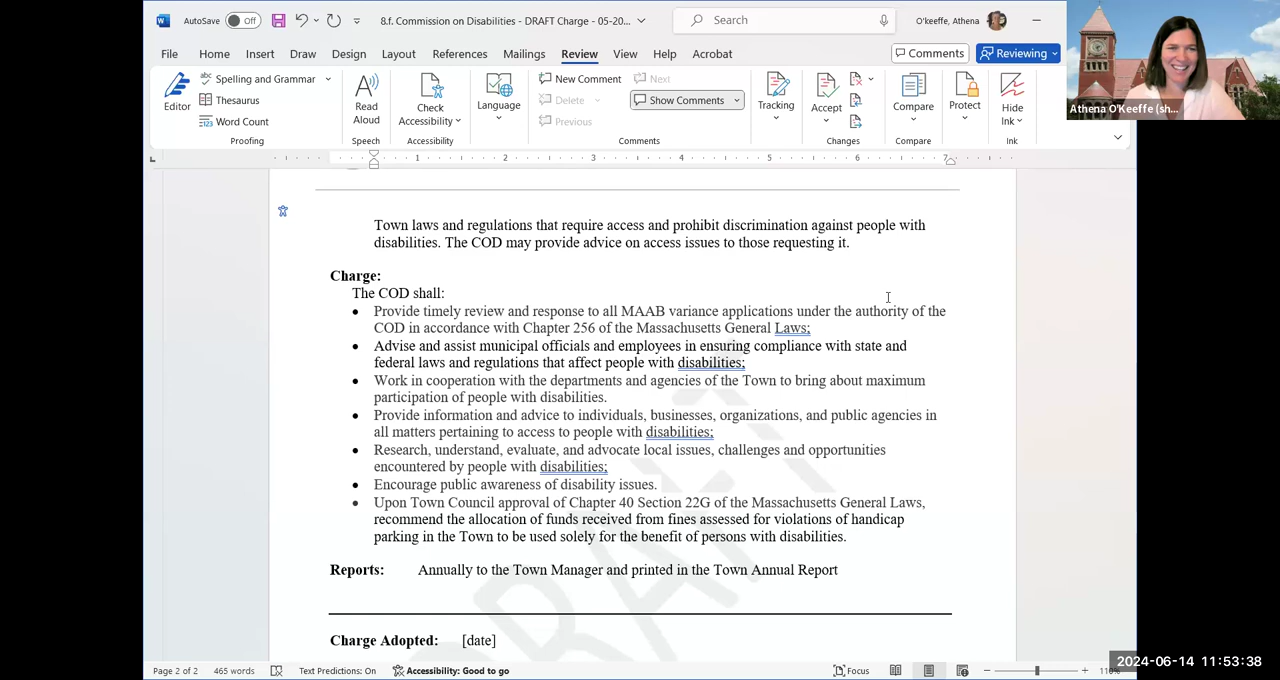 AutoSave Off 8.f. Commission on Disabilities - DRAFT Charge - 05-20... Search O'keeffe, Athena
File Home Insert Draw Design Layout References Mailings Review View Help Acrobat Comments Reviewing
Editor
Spelling and Grammar
Thesaurus
Word Count
Proofing
Read
Aloud
Speech
Check
Accessibility
Accessibility
Language
New Comment
Delete
Previous
Next
Show Comments
Comments
Tracking
Accept
Changes
Compare
Compare
Protect
Hide
Ink
Ink
Athena O'Keeffe (sh...
1 2 3 4 5 6 7
Town laws and regulations that require access and prohibit discrimination against people with
disabilities. The COD may provide advice on access issues to those requesting it.
Charge:
The COD shall:
• Provide timely review and response to all MAAB variance applications under the authority of the
COD in accordance with Chapter 256 of the Massachusetts General Laws;
• Advise and assist municipal officials and employees in ensuring compliance with state and
federal laws and regulations that affect people with disabilities;
• Work in cooperation with the departments and agencies of the Town to bring about maximum
participation of people with disabilities.
• Provide information and advice to individuals, businesses, organizations, and public agencies in
all matters pertaining to access to people with disabilities;
• Research, understand, evaluate, and advocate local issues, challenges and opportunities
encountered by people with disabilities;
• Encourage public awareness of disability issues.
• Upon Town Council approval of Chapter 40 Section 22G of the Massachusetts General Laws,
recommend the allocation of funds received from fines assessed for violations of handicap
parking in the Town to be used solely for the benefit of persons with disabilities.
Reports: Annually to the Town Manager and printed in the Town Annual Report
Charge Adopted: [date]
DRAFT
Page 2 of 2 465 words Text Predictions: On Accessibility: Good to go Focus
2024-06-14 11:53:38